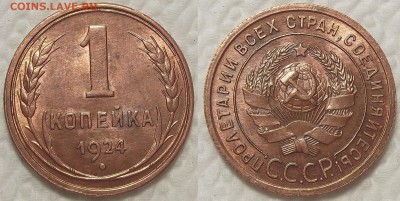 COINS.LAVE.RU
1
КОПЕЙКА
1924
ПРОЛЕТАРИИ ВСЕХ СТРАН, СОЕДИНЯЙТЕСЬ!
С.С.С.Р.